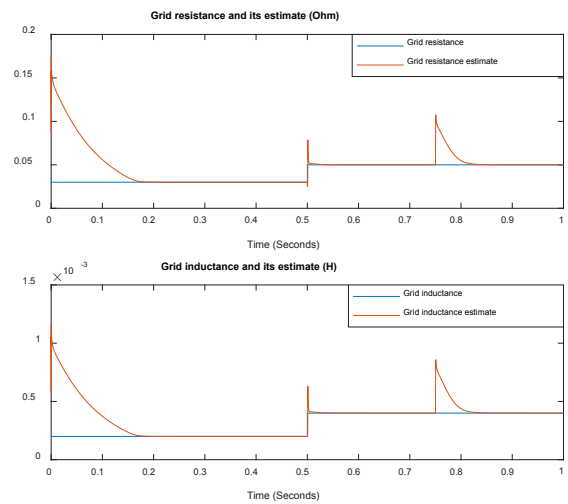 Grid resistance and its estimate (Ohm)
0.2
Grid resistance
Grid resistance estimate
0.15
0.1
0.05
0
0 0.1 0.2 0.3 0.4 0.5 0.6 0.7 0.8 0.9 1
Time (Seconds)
Grid inductance and its estimate (H)
×10 -3
1.5
Grid inductance
Grid inductance estimate
1
0.5
0
0 0.1 0.2 0.3 0.4 0.5 0.6 0.7 0.8 0.9 1
Time (Seconds)